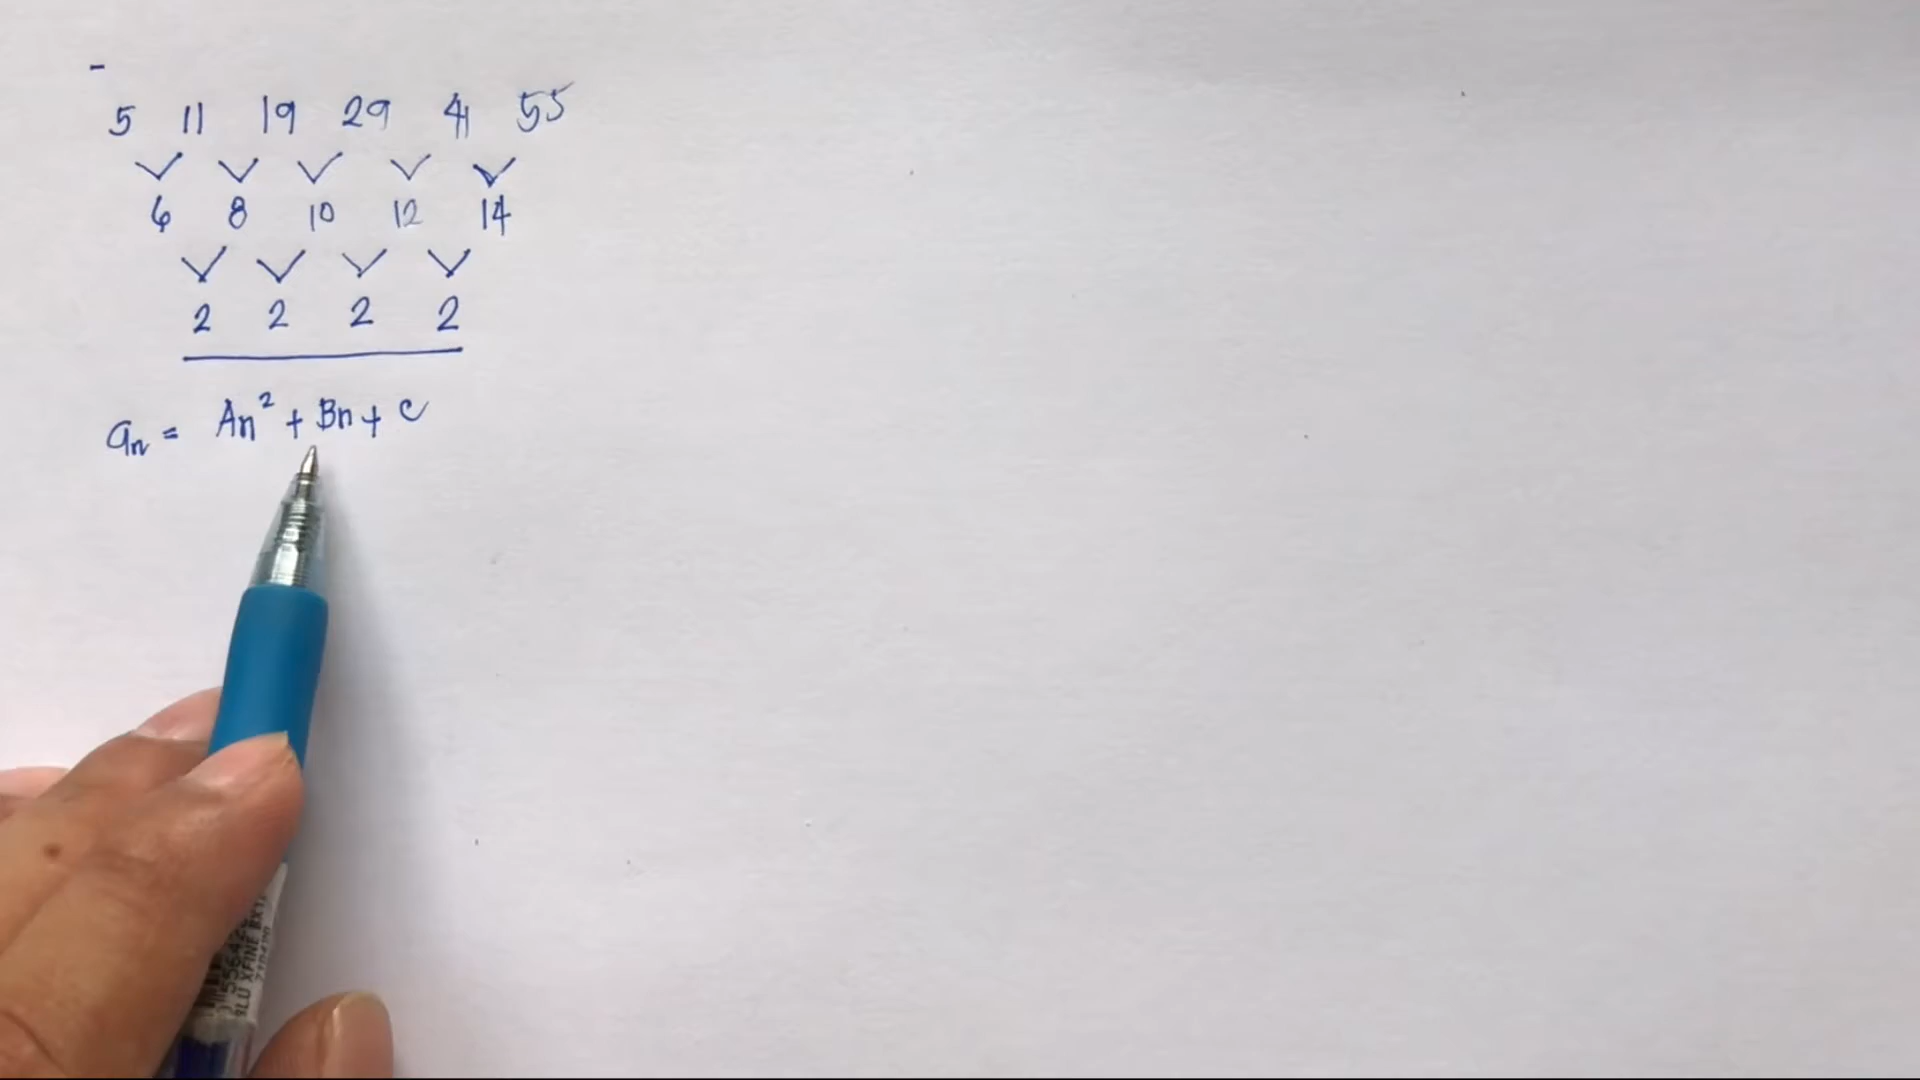 5 11 19 29 41 55
6 8 10 12 14
2 2 2 2
an = An² + Bn + C